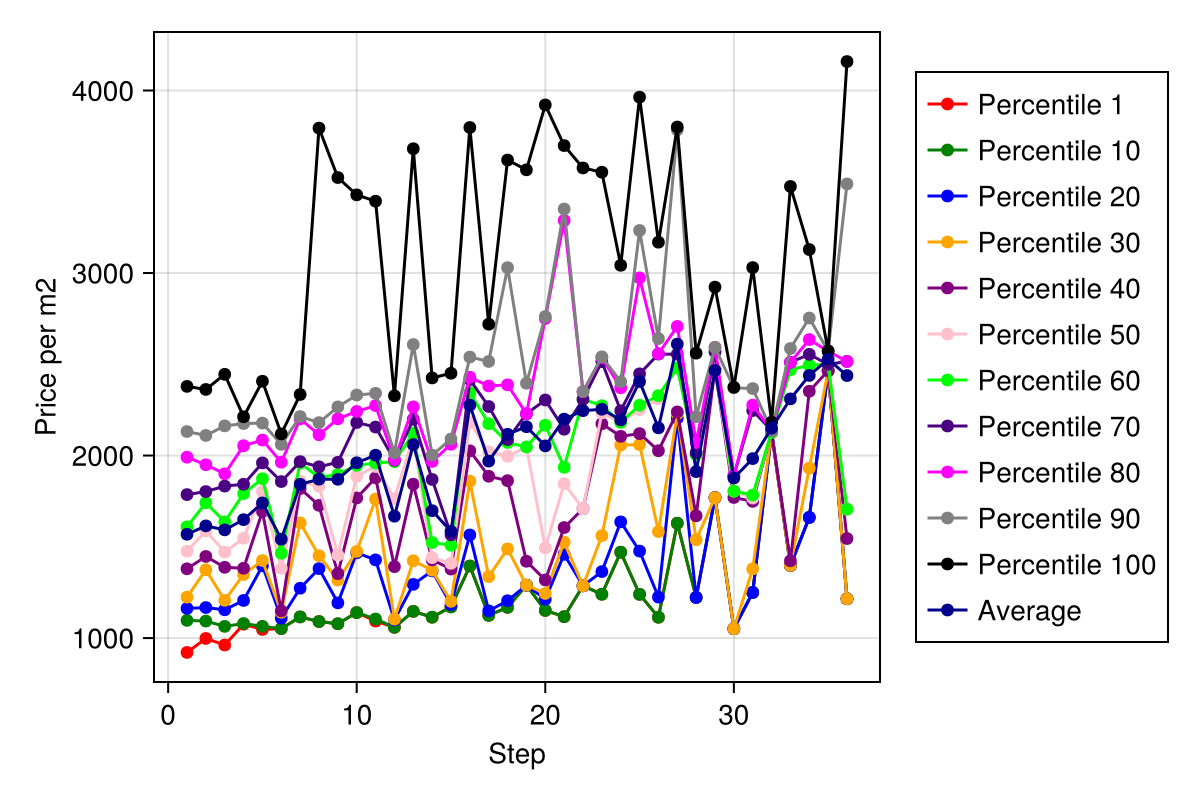 4000
3000
2000
1000
Price per m2
0
10
20
30
Step
Percentile 1
Percentile 10
Percentile 20
Percentile 30
Percentile 40
Percentile 50
Percentile 60
Percentile 70
Percentile 80
Percentile 90
Percentile 100
Average